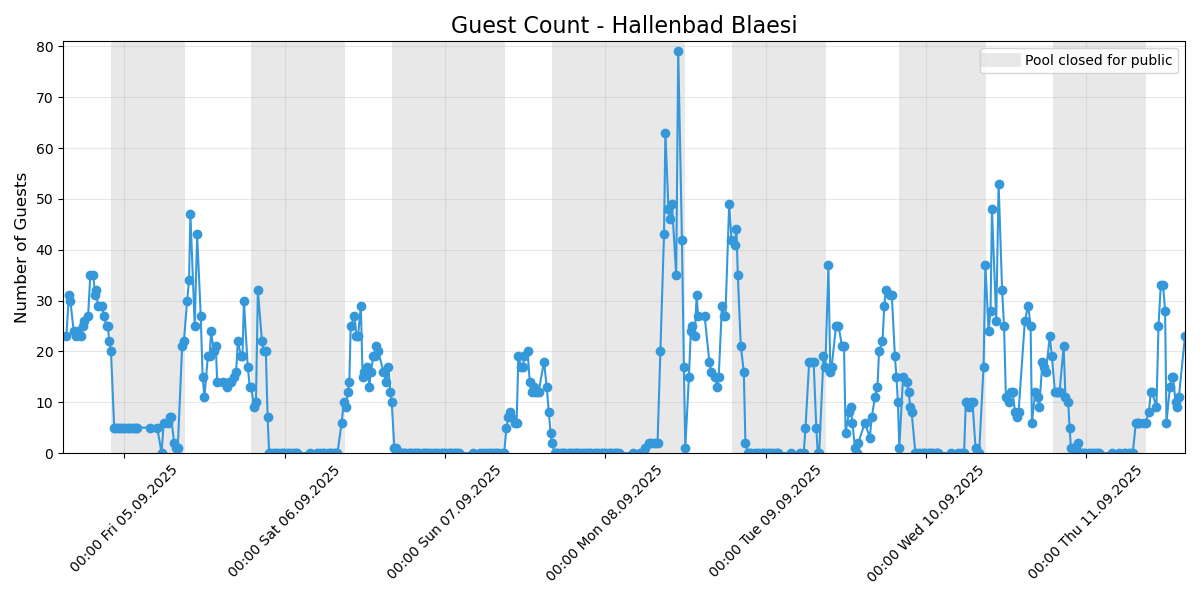 Guest Count - Hallenbad Blaesi
Pool closed for public
Number of Guests
80
70
60
50
40
30
20
10
0
00:00 Fri 05.09.2025
00:00 Sat 06.09.2025
00:00 Sun 07.09.2025
00:00 Mon 08.09.2025
00:00 Tue 09.09.2025
00:00 Wed 10.09.2025
00:00 Thu 11.09.2025